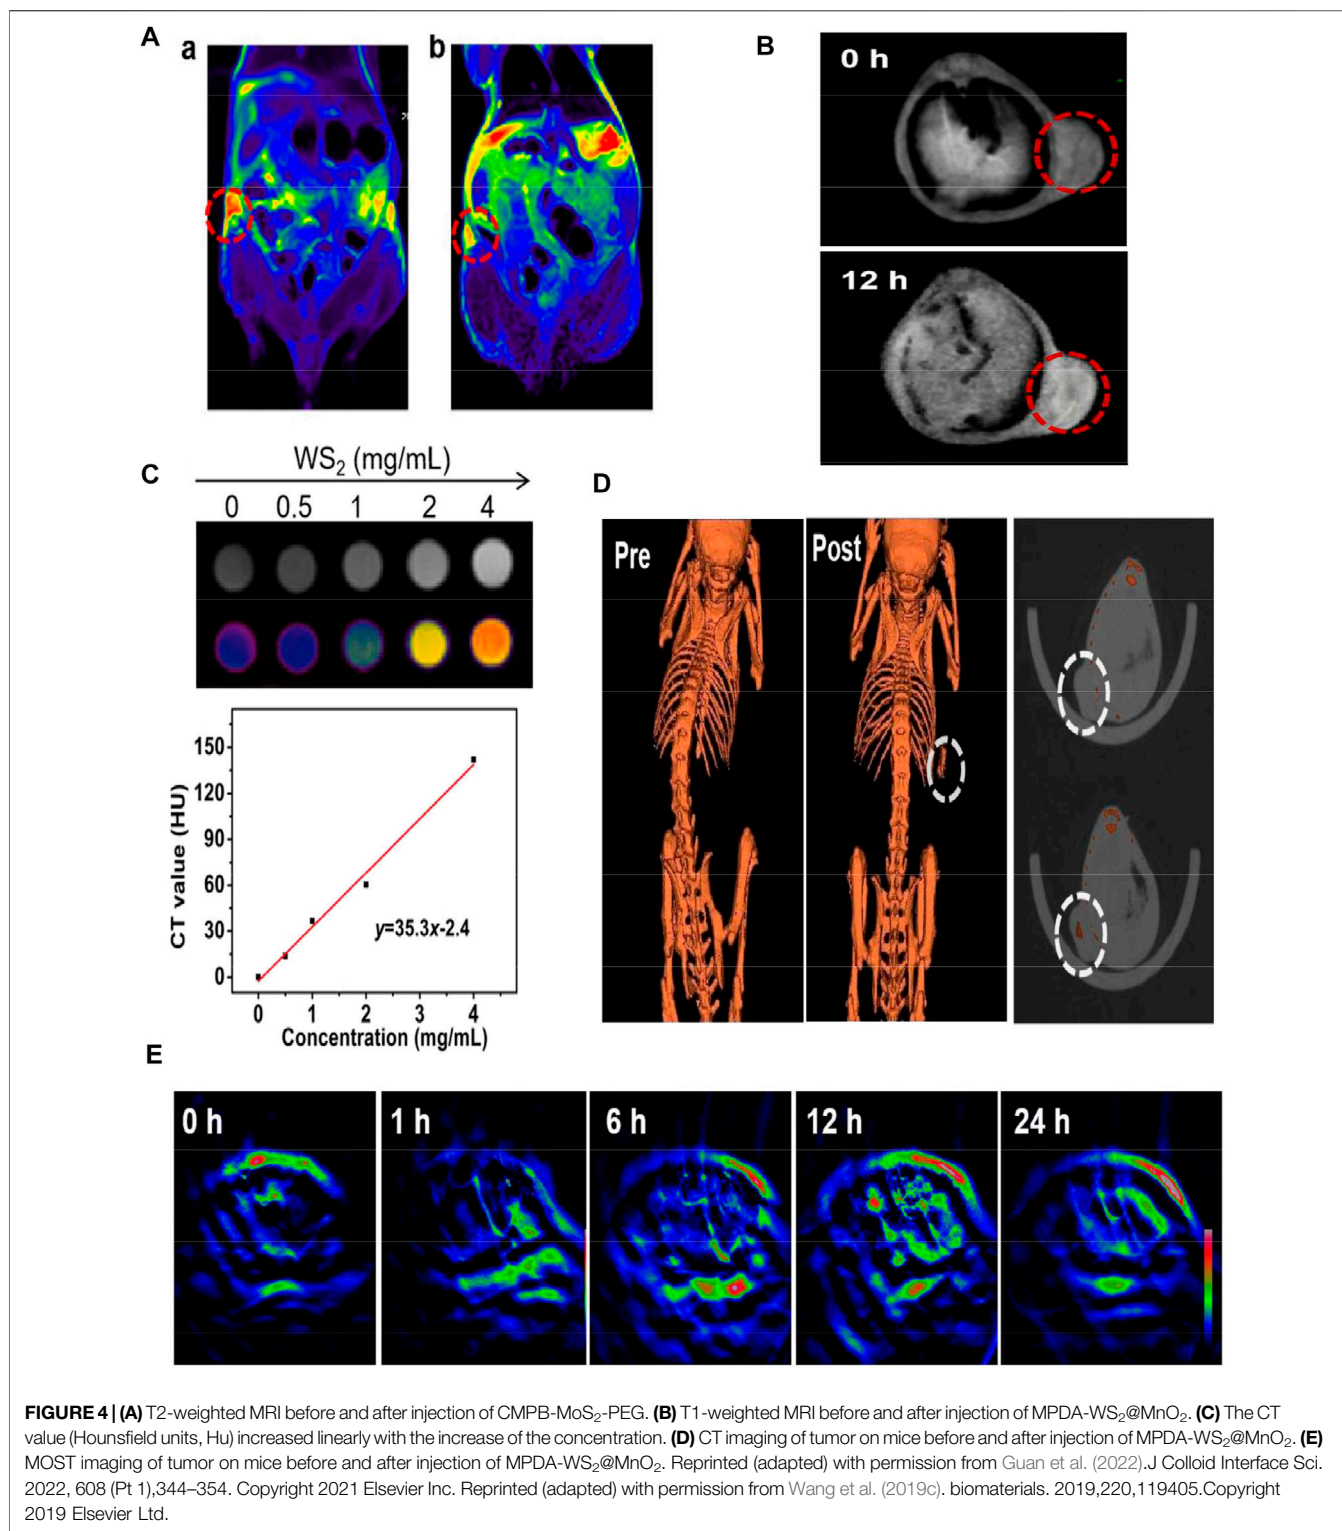 A
a
b
B
0 h
12 h
C
WS₂ (mg/mL)
0 0.5 1 2 4
150
120
90
60
30
0
CT value (HU)
y=35.3x-2.4
0 1 2 3 4
Concentration (mg/mL)
D
Pre
Post
E
0 h
1 h
6 h
12 h
24 h
FIGURE 4 | (A) T2-weighted MRI before and after injection of CMPB-MoS₂-PEG. (B) T1-weighted MRI before and after injection of MPDA-WS₂@MnO₂. (C) The CT
value (Hounsfield units, Hu) increased linearly with the increase of the concentration. (D) CT imaging of tumor on mice before and after injection of MPDA-WS₂@MnO₂. (E)
MOST imaging of tumor on mice before and after injection of MPDA-WS₂@MnO₂. Reprinted (adapted) with permission from Guan et al. (2022).J Colloid Interface Sci.
2022, 608 (Pt 1),344–354. Copyright 2021 Elsevier Inc. Reprinted (adapted) with permission from Wang et al. (2019c). biomaterials. 2019,220,119405.Copyright
2019 Elsevier Ltd.